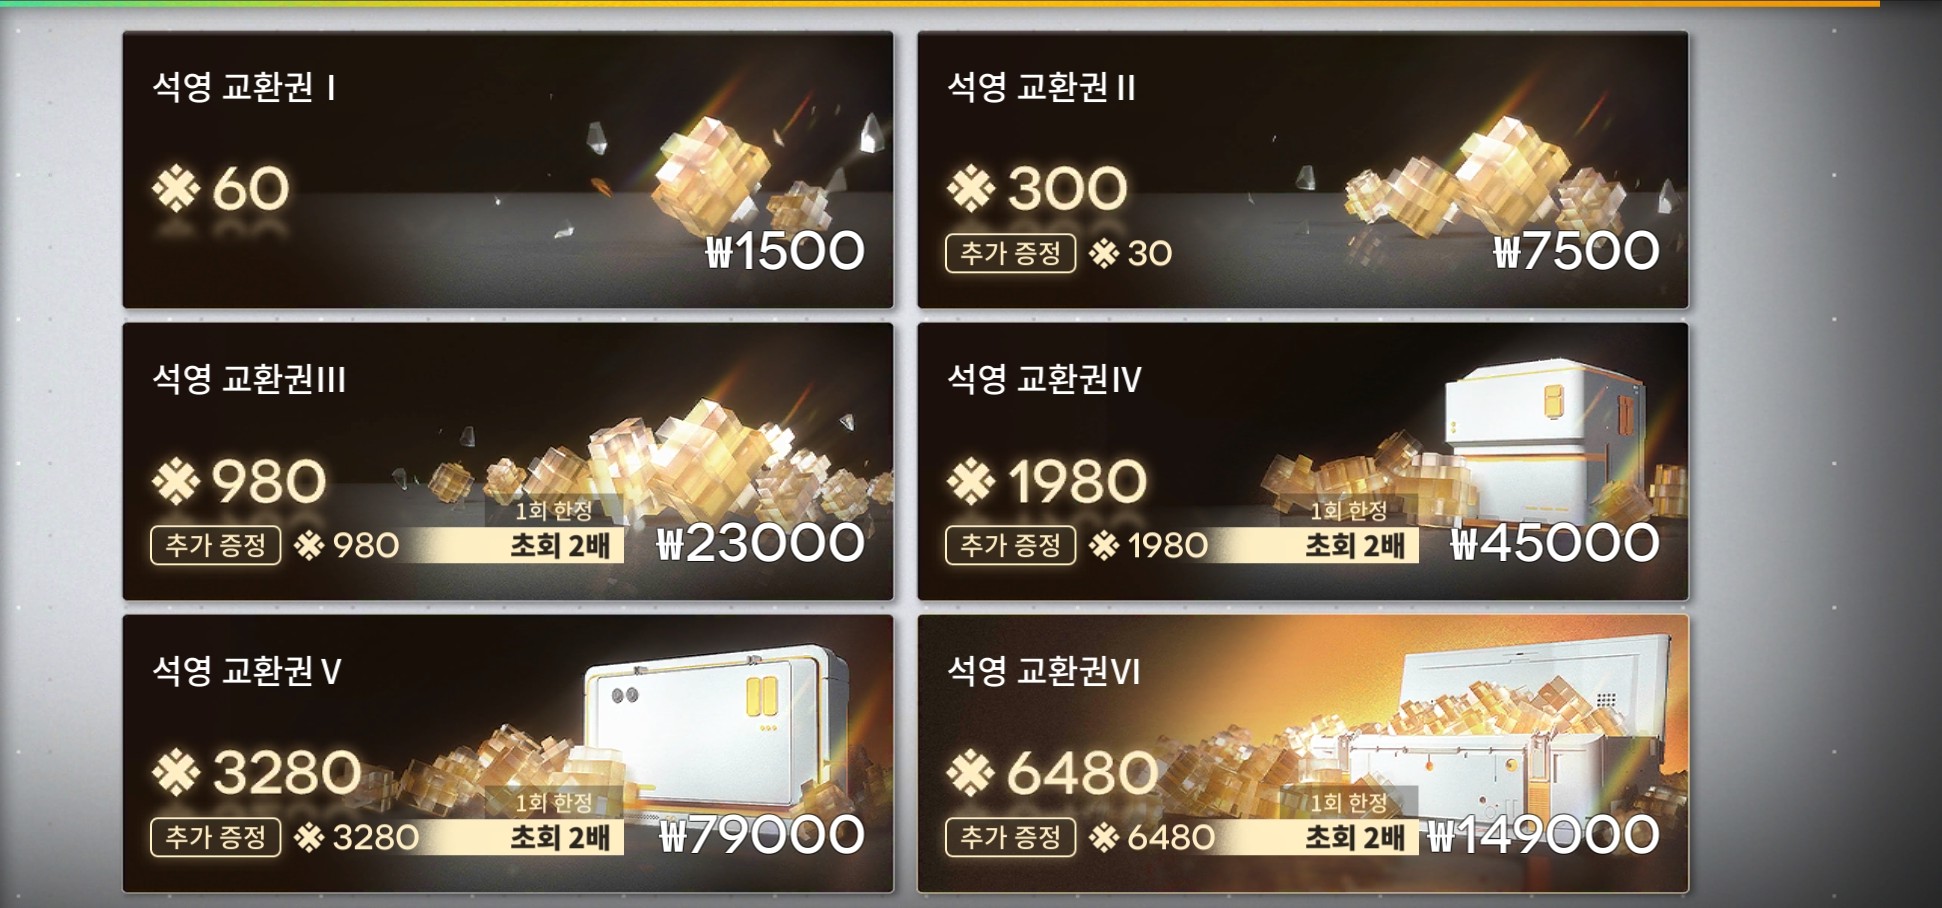 석영 교환권 I
60
₩1500
석영 교환권 II
300
추가 증정 30
₩7500
석영 교환권III
980
1회 한정
추가 증정 980 초회 2배 ₩23000
석영 교환권IV
1980
1회 한정
추가 증정 1980 초회 2배 ₩45000
석영 교환권 V
3280
1회 한정
추가 증정 3280 초회 2배 ₩79000
석영 교환권VI
6480
1회 한정
추가 증정 6480 초회 2배 ₩149000